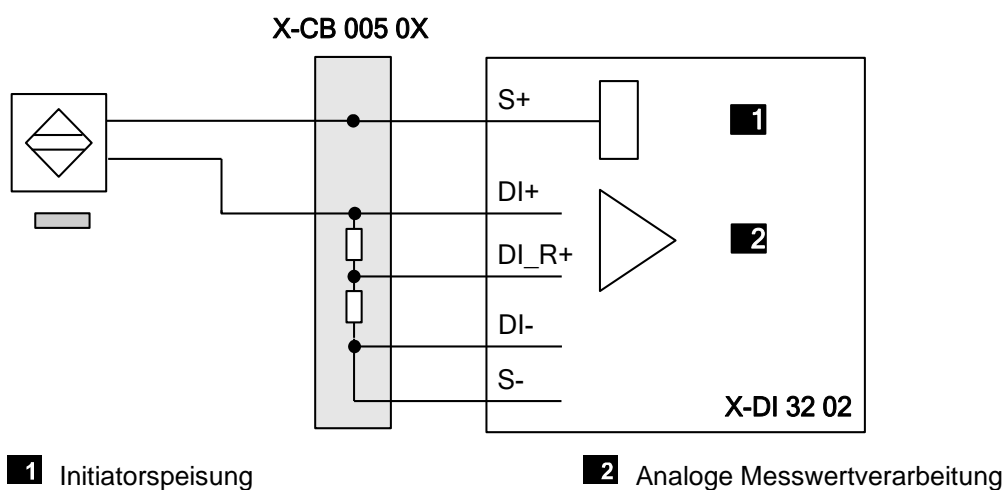 X-CB 005 0X
S+
1
DI+
2
DI_R+
DI-
S-
X-DI 32 02
1 Initiatorspeisung
2 Analoge Messwertverarbeitung